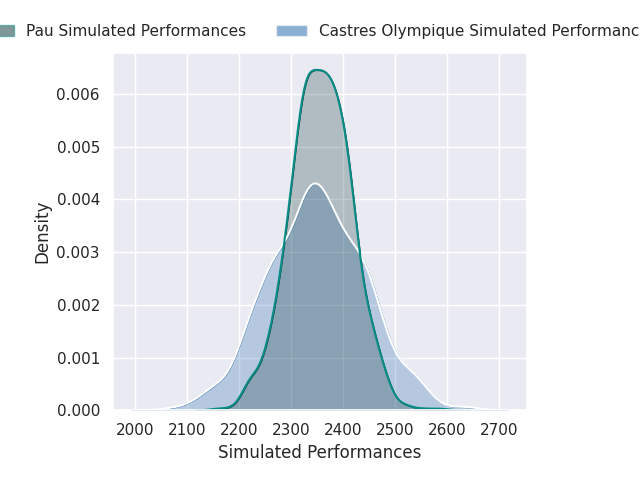 Pau Simulated Performances
Castres Olympique Simulated Performanc
0.006
0.005
0.004
0.003
0.002
0.001
0.000
Density
2000 2100 2200 2300 2400 2500 2600 2700
Simulated Performances